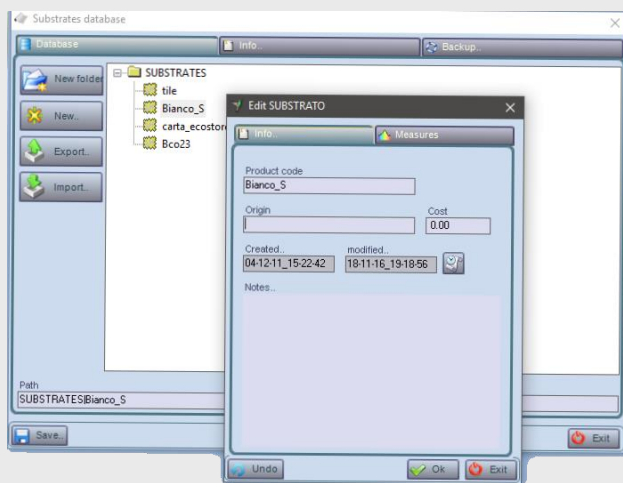 Substrates database
Database
Info..
Backup..
New folder
New..
Export..
Import..
SUBSTRATES
tile
Bianco_S
carta_ecostore
Bco23
Path
SUBSTRATES|Bianco_S
Save..
Exit
Edit SUBSTRATO
Info..
Measures
Product code
Bianco_S
Origin
Cost
0.00
Created..
modified..
04-12-11_15-22-42
18-11-16_19-18-56
Notes..
Undo
Ok
Exit